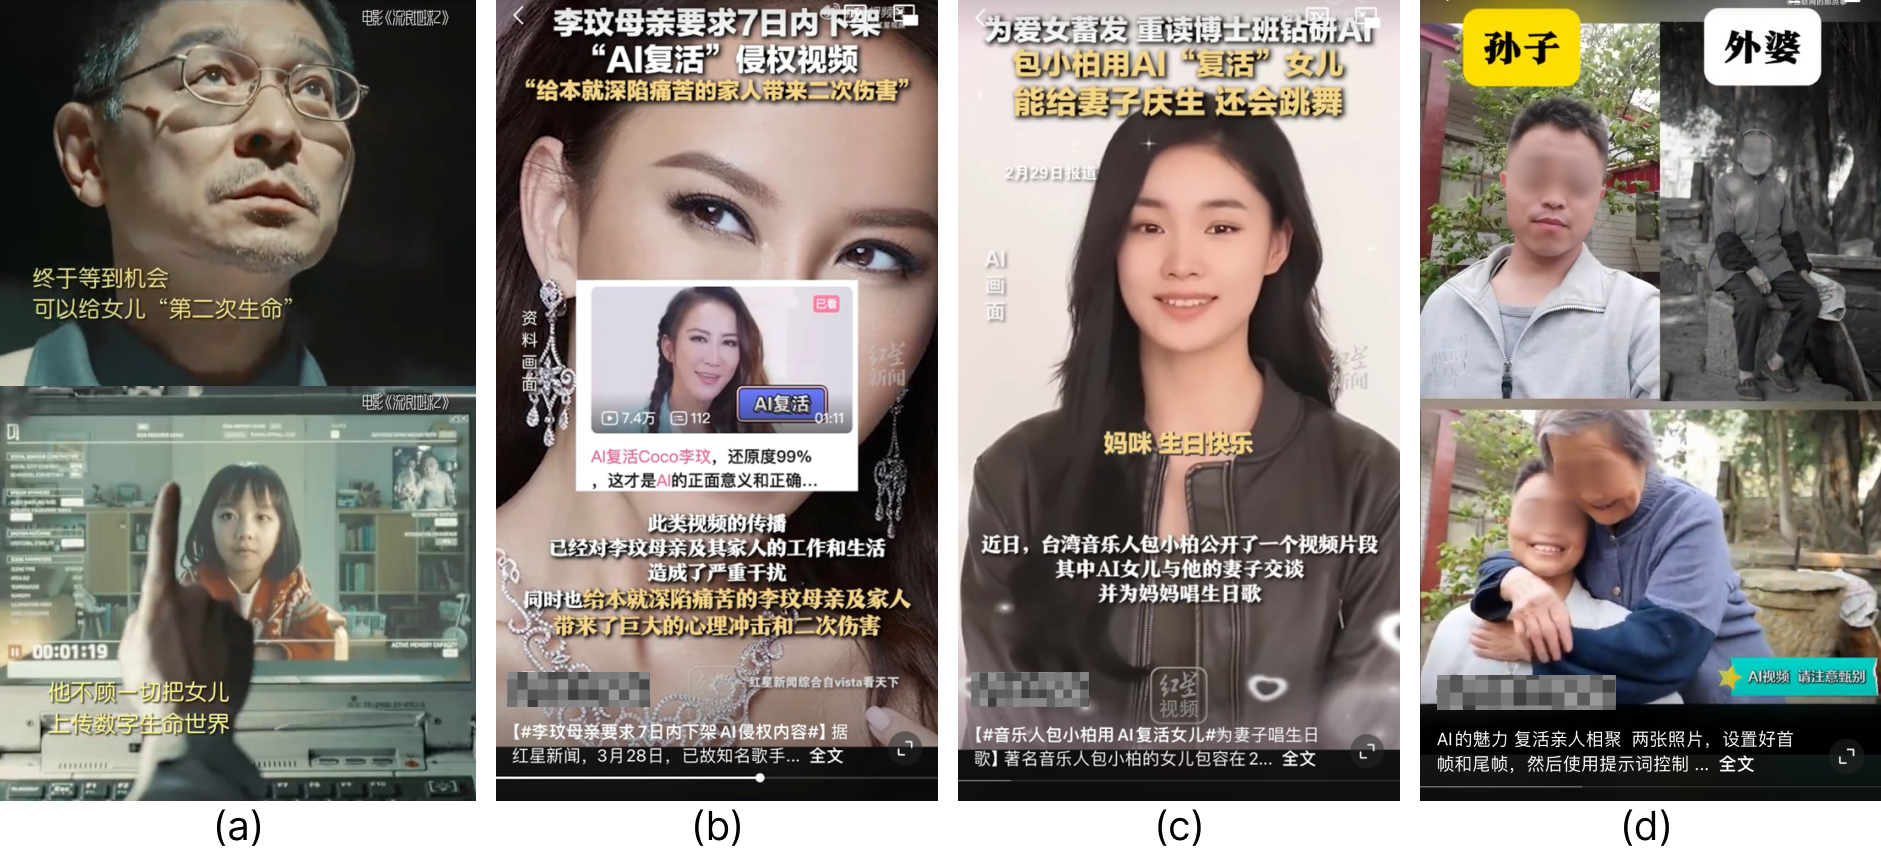 电影《流浪地球2》
终于等到机会
可以给女儿“第二次生命”
电影《流浪地球2》
00:01:19
ACTIVE MEMORY CAPACITY
他不顾一切把女儿
上传数字生命世界
(a)
李玟母亲要求7日内下架
“AI复活”侵权视频
“给本就深陷痛苦的家人带来二次伤害”
资料画面
已看
AI复活
7.4万
112
01:11
AI复活Coco李玟，还原度99%
，这才是AI的正面意义和正确...
红星新闻
此类视频的传播
已经对李玟母亲及其家人的工作和生活
造成了严重干扰
同时也给本就深陷痛苦的李玟母亲及家人
带来了巨大的心理冲击和二次伤害
红星新闻综合自vista看天下
【#李玟母亲要求7日内下架AI侵权内容#】据
红星新闻，3月28日，已故知名歌手... 全文
(b)
为爱女蓄发 重读博士班钻研AI
包小柏用AI“复活”女儿
能给妻子庆生 还会跳舞
2月29日报道
AI画面
红星新闻
妈咪 生日快乐
近日，台湾音乐人包小柏公开了一个视频片段
其中AI女儿与他的妻子交谈
并为妈妈唱生日歌
红星视频
【#音乐人包小柏用AI复活女儿#为妻子唱生日
歌】著名音乐人包小柏的女儿包容在2... 全文
(c)
孙子
外婆
AI视频 请注意甄别
AI的魅力 复活亲人相聚 两张照片，设置好首
帧和尾帧，然后使用提示词控制 ... 全文
(d)